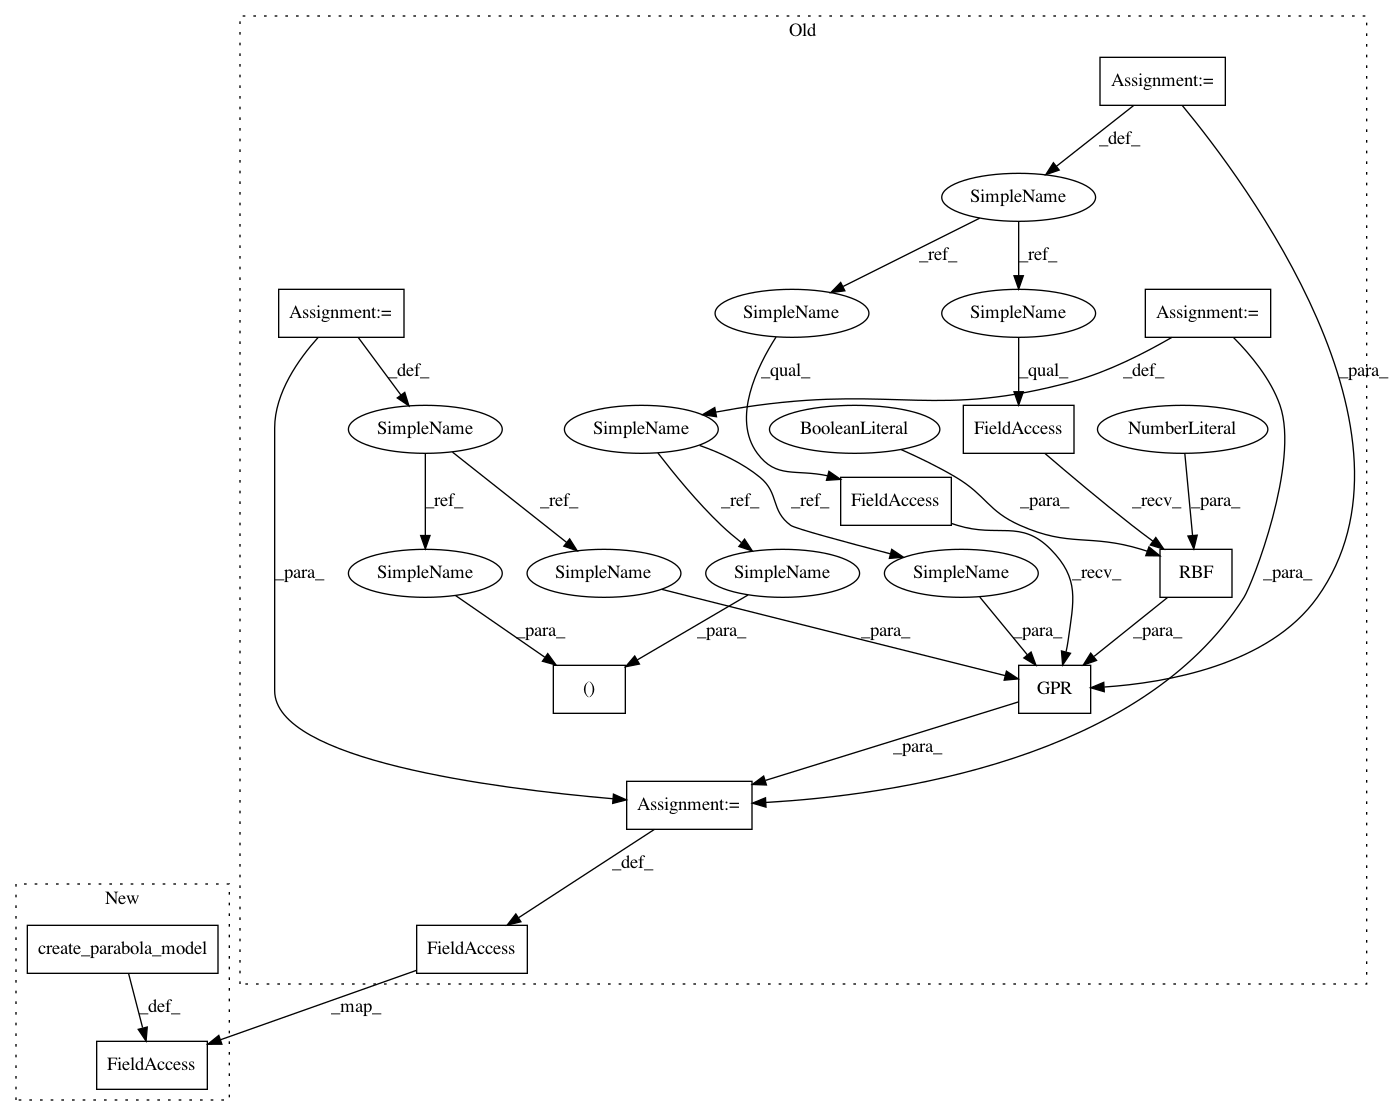 Old
Assignment:=
_def_
SimpleName
_ref_
_ref_
Assignment:=
SimpleName
SimpleName
Assignment:=
_def_
_qual_
_qual_
_def_
_para_
SimpleName
SimpleName
BooleanLiteral
FieldAccess
NumberLiteral
_ref_
_ref_
_ref_
_ref_
FieldAccess
_para_
_recv_
_para_
_para_
SimpleName
SimpleName
SimpleName
SimpleName
_recv_
RBF
_para_
_para_
_para_
_para_
_para_
_para_
()
GPR
_para_
Assignment:=
_def_
New
create_parabola_model
FieldAccess
_def_
_map_
FieldAccess